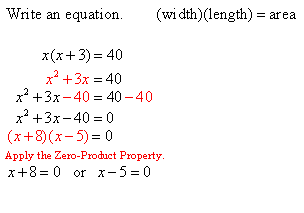 Write an equation. (width)(length) = area
x(x+3) = 40
x² +3x = 40
x² +3x−40 = 40 −40
x² +3x−40 = 0
(x+8)(x−5) = 0
Apply the Zero-Product Property.
x+8 = 0 or x−5 = 0